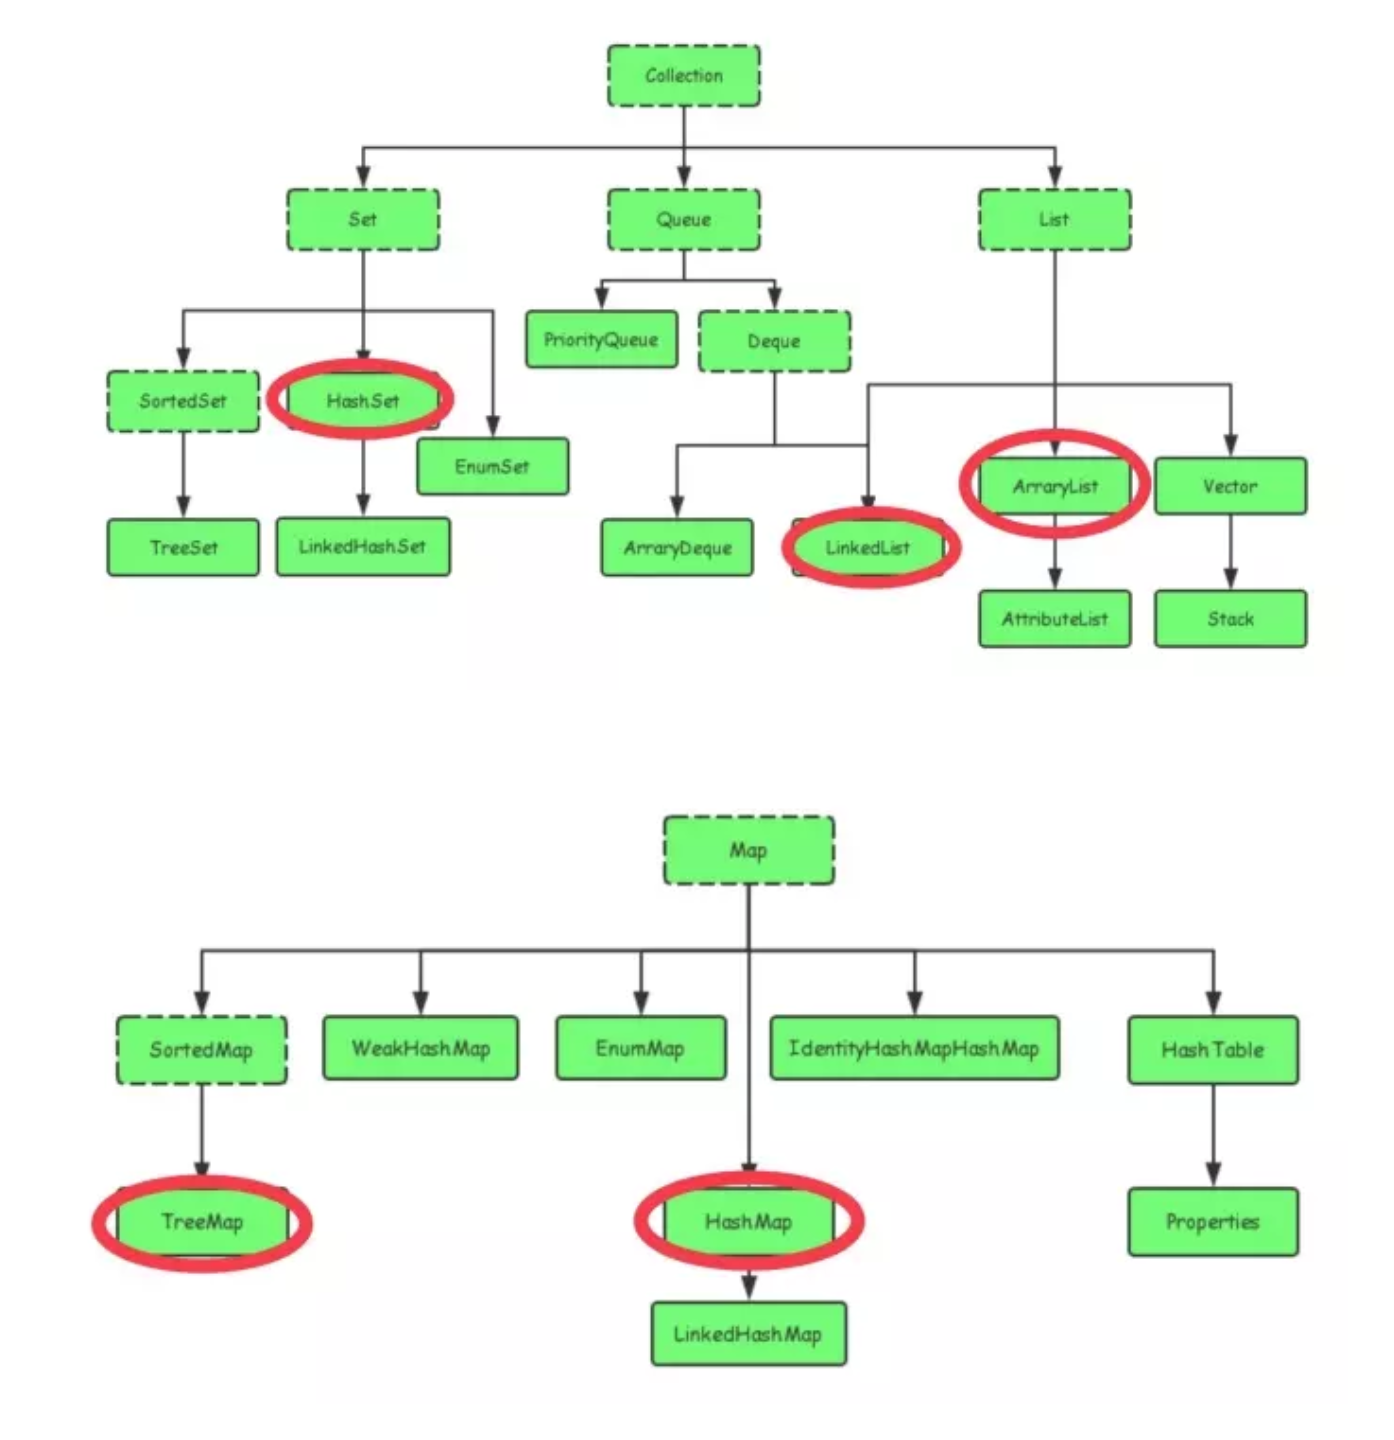 Collection
Set
Queue
List
PriorityQueue
Deque
SortedSet
HashSet
EnumSet
ArraryList
Vector
TreeSet
LinkedHashSet
ArraryDeque
LinkedList
AttributeList
Stack
Map
SortedMap
WeakHashMap
EnumMap
IdentityHashMapHashMap
HashTable
TreeMap
HashMap
Properties
LinkedHashMap